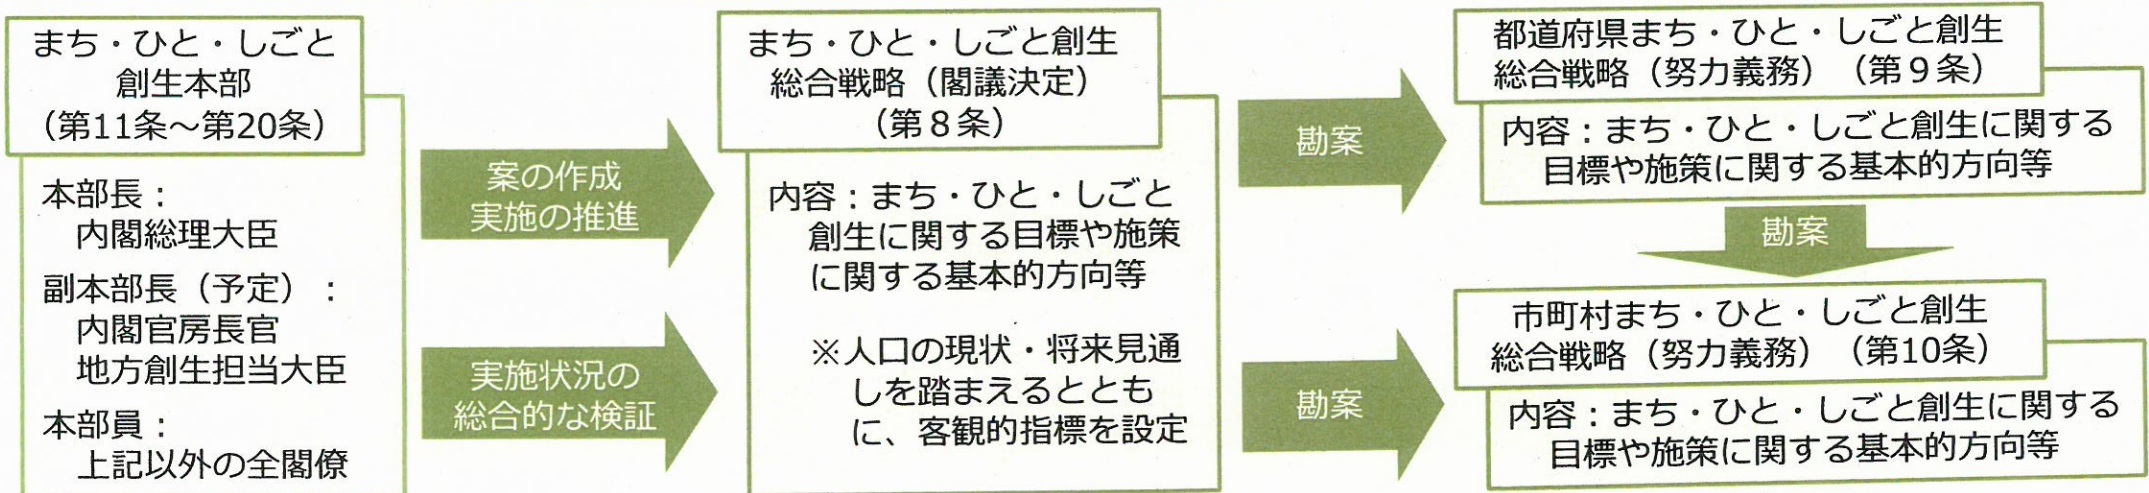 まち・ひと・しごと
創生本部
（第11条～第20条）
本部長：
内閣総理大臣
副本部長（予定）：
内閣官房長官
地方創生担当大臣
本部員：
上記以外の全閣僚
案の作成
実施の推進
実施状況の
総合的な検証
まち・ひと・しごと創生
総合戦略（閣議決定）
（第８条）
内容：まち・ひと・しごと
創生に関する目標や施策
に関する基本的方向等
※人口の現状・将来見通
しを踏まえるととも
に、客観的指標を設定
勘案
勘案
都道府県まち・ひと・しごと創生
総合戦略（努力義務）（第９条）
内容：まち・ひと・しごと創生に関する
目標や施策に関する基本的方向等
勘案
市町村まち・ひと・しごと創生
総合戦略（努力義務）（第10条）
内容：まち・ひと・しごと創生に関する
目標や施策に関する基本的方向等